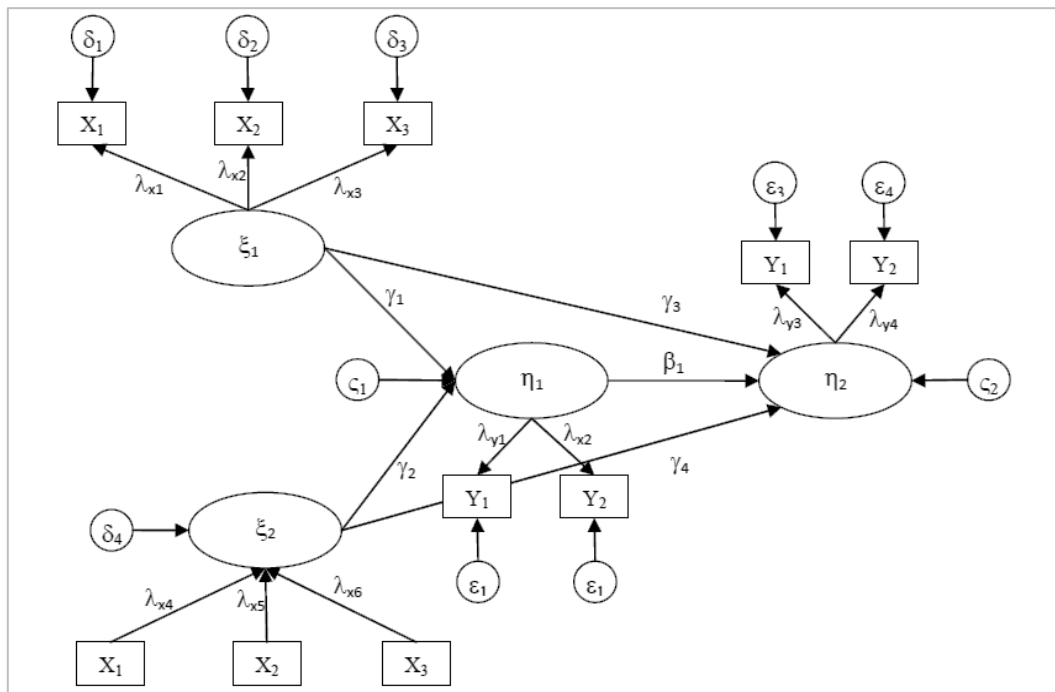 δ₁ δ₂ δ₃
X₁ X₂ X₃
λₓ₁ λₓ₂ λₓ₃
ξ₁
ε₃ ε₄
Y₁ Y₂
λy₃ λy₄
γ₁ γ₃
ς₁ η₁ β₁ η₂ ς₂
λy₁ λₓ₂
γ₂ γ₄
Y₁ Y₂
δ₄ ξ₂
ε₁ ε₁
λₓ₄ λₓ₅ λₓ₆
X₁ X₂ X₃